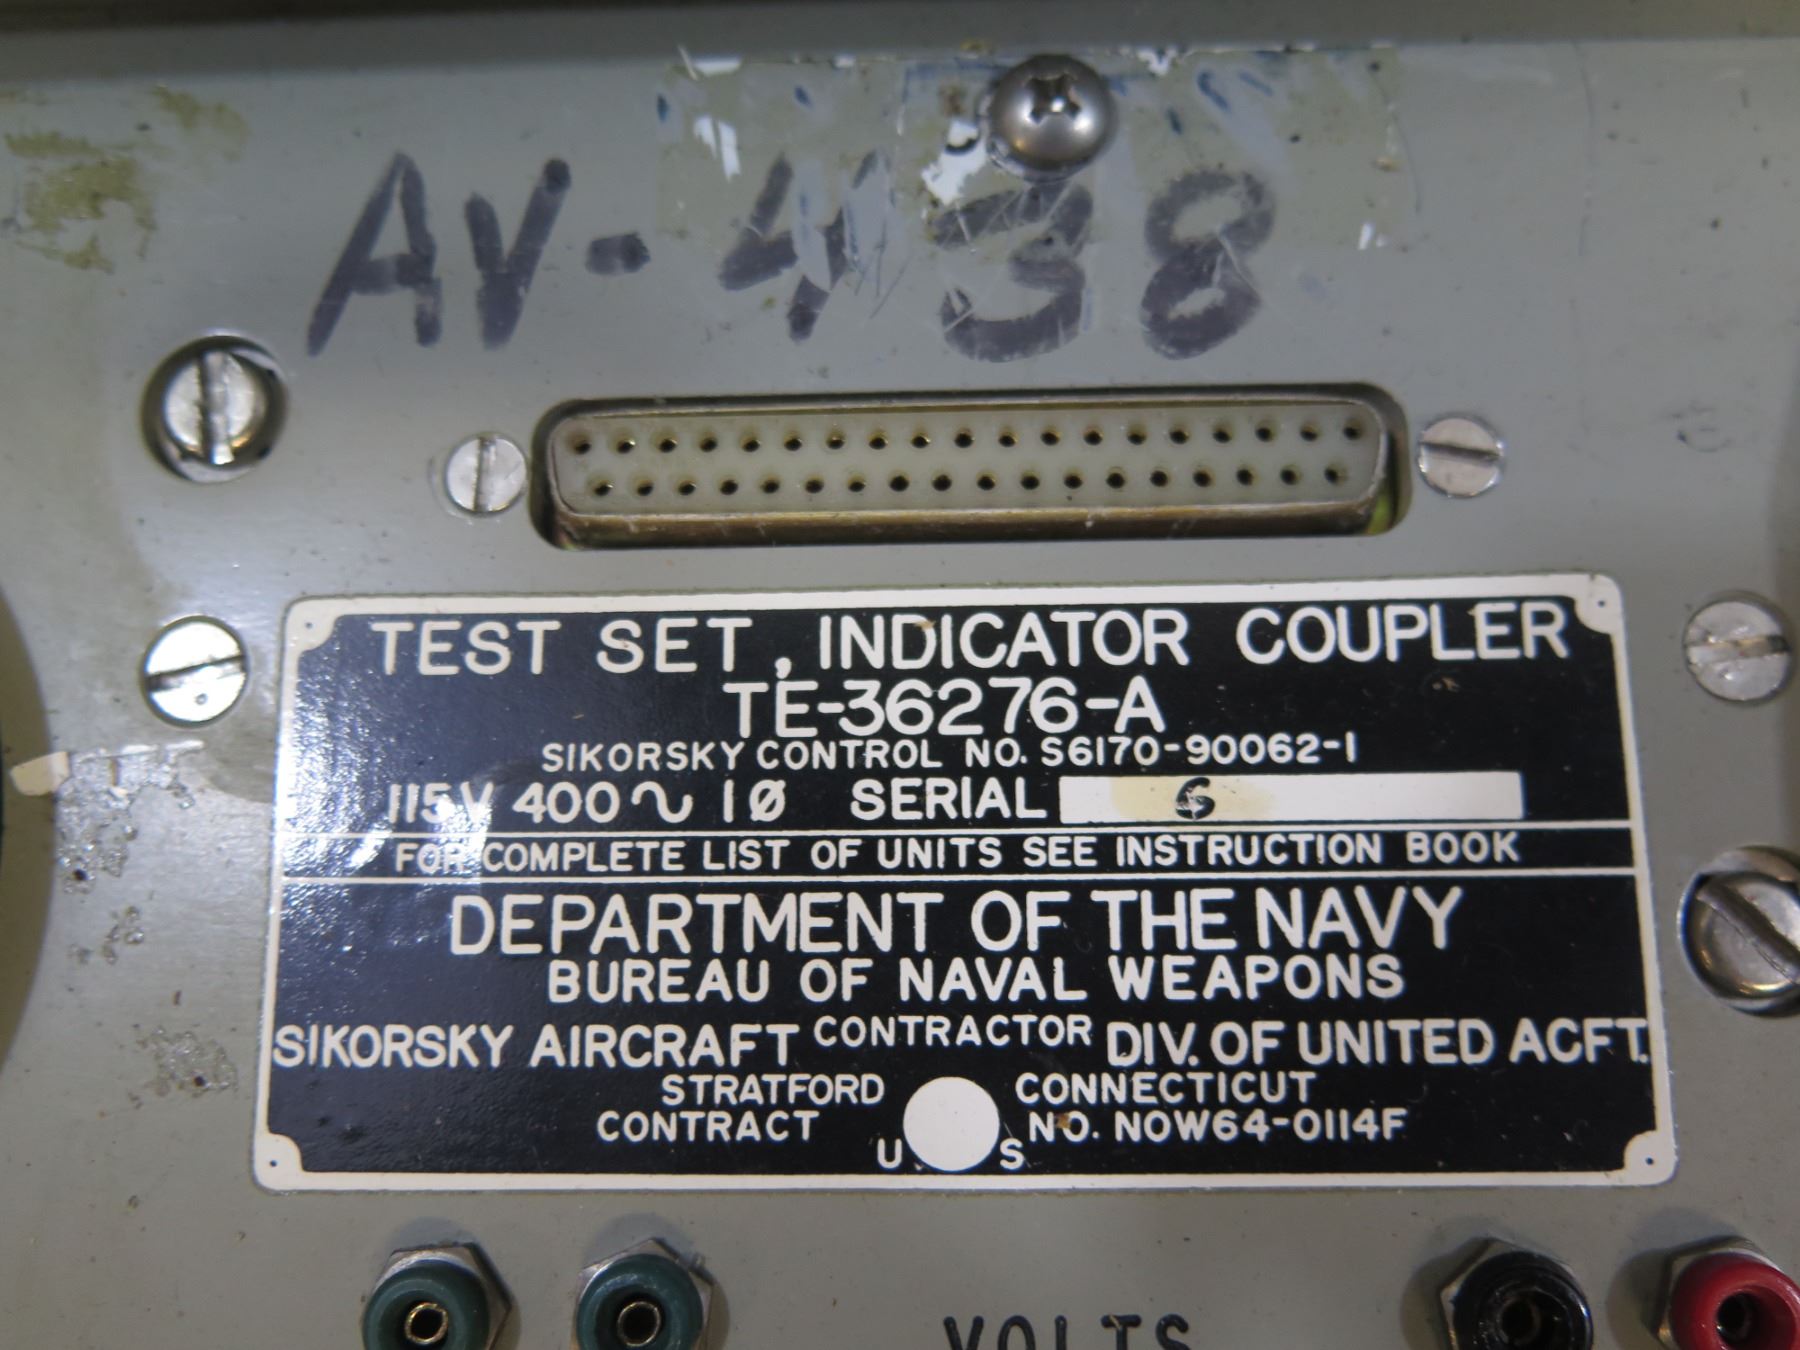 AV-438
TEST SET, INDICATOR COUPLER
TE-36276-A
SIKORSKY CONTROL NO. S6170-90062-1
115V 400∿ 1Ø SERIAL 6
FOR COMPLETE LIST OF UNITS SEE INSTRUCTION BOOK
DEPARTMENT OF THE NAVY
BUREAU OF NAVAL WEAPONS
SIKORSKY AIRCRAFT CONTRACTOR DIV. OF UNITED ACFT.
STRATFORD CONNECTICUT
CONTRACT NO. NOW64-0114F
U S
VOLTS